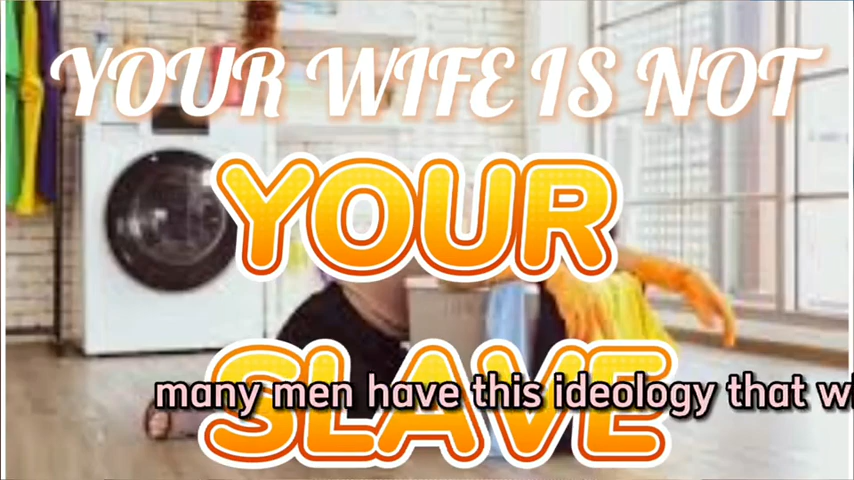 YOUR WIFE IS NOT
YOUR
SLAVE
many men have this ideology that